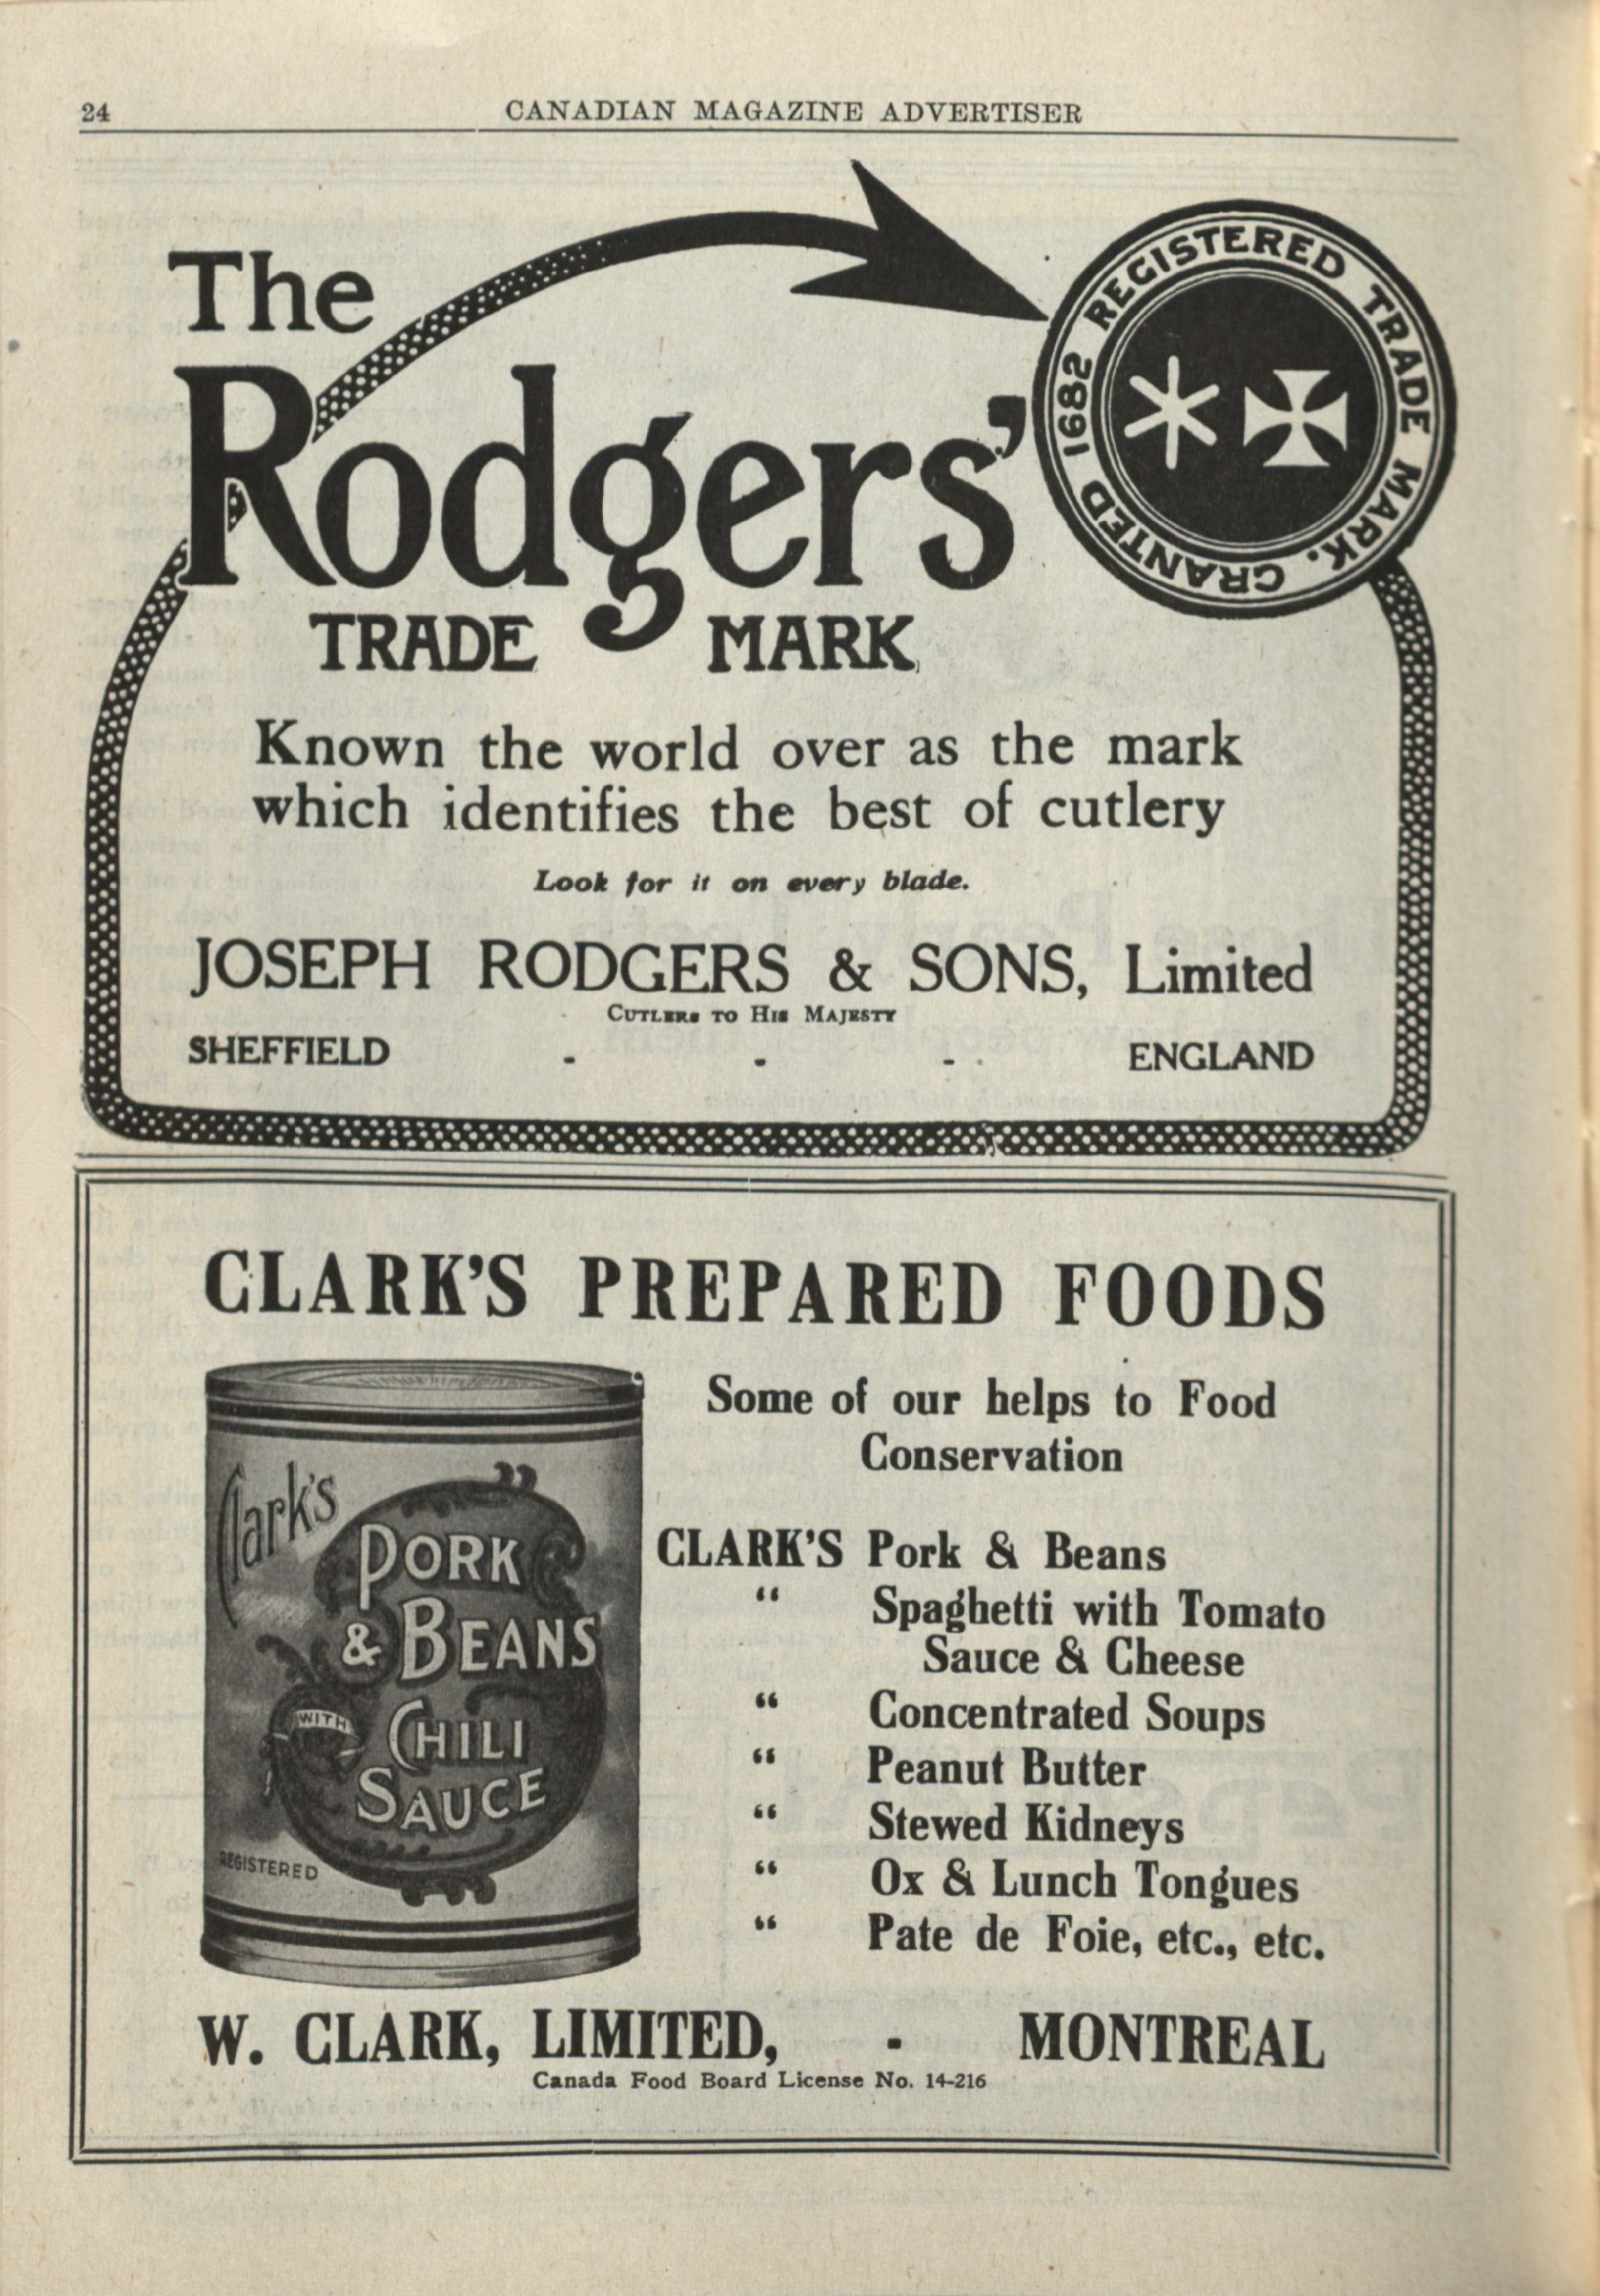 24
CANADIAN MAGAZINE ADVERTISER
The
Rodgers'
TRADE MARK
REGISTERED TRADE MARK. GRANTED 1682
Known the world over as the mark
which identifies the best of cutlery
Look for it on every blade.
JOSEPH RODGERS & SONS, Limited
CUTLERS TO HIS MAJESTY
SHEFFIELD - - - ENGLAND
CLARK'S PREPARED FOODS
Some of our helps to Food
Conservation
Clark's
PORK
& BEANS
WITH
CHILI
SAUCE
REGISTERED
CLARK'S Pork & Beans
“ Spaghetti with Tomato
Sauce & Cheese
“ Concentrated Soups
“ Peanut Butter
“ Stewed Kidneys
“ Ox & Lunch Tongues
“ Pate de Foie, etc., etc.
W. CLARK, LIMITED, - MONTREAL
Canada Food Board License No. 14-216